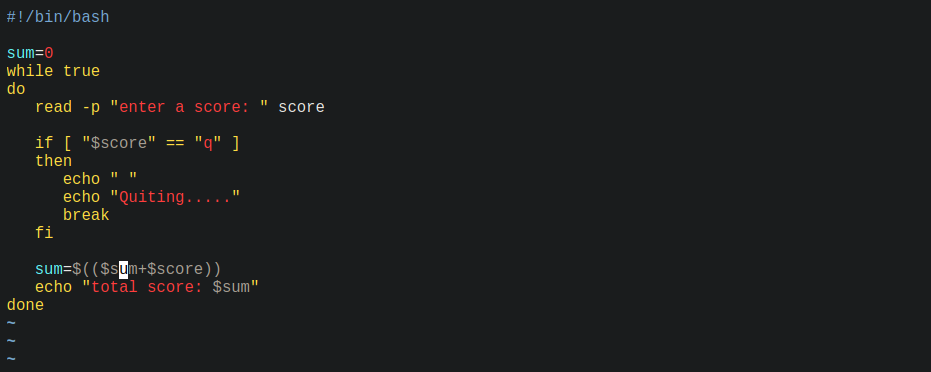 #!/bin/bash

sum=0
while true
do
   read -p "enter a score: " score

   if [ "$score" == "q" ]
   then
      echo " "
      echo "Quiting....."
      break
   fi

   sum=$(($sum+$score))
   echo "total score: $sum"
done
~
~
~